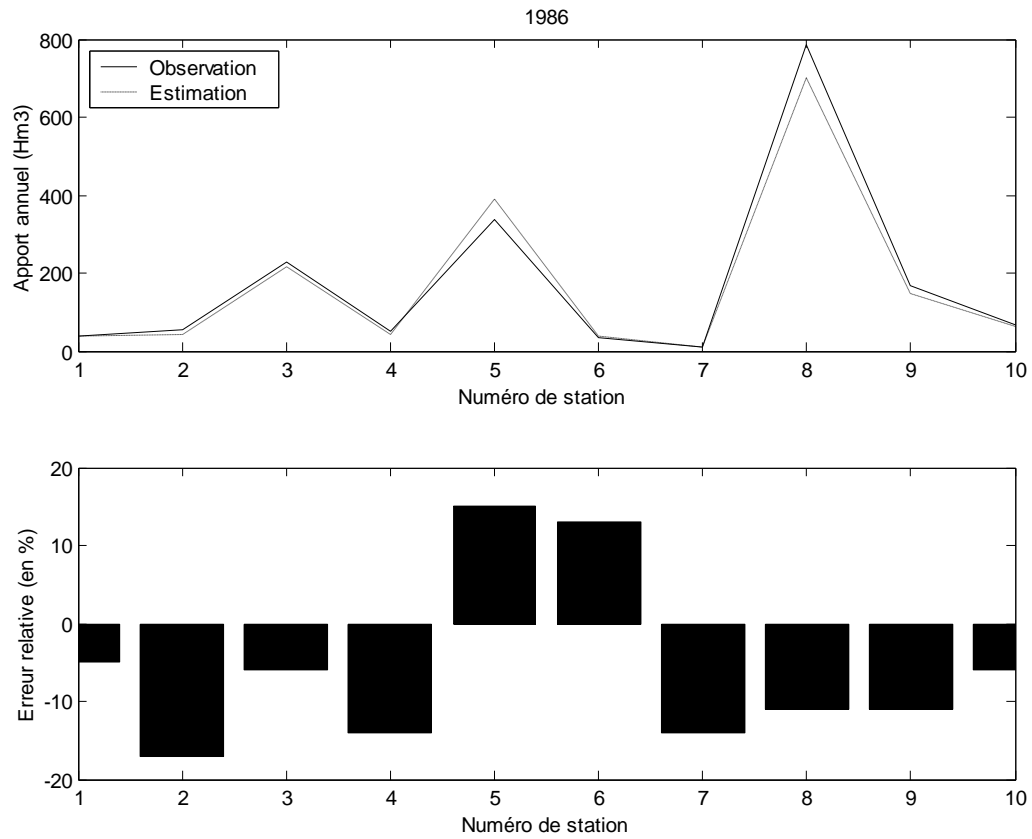 1986
800
600
400
200
0
Apport annuel (Hm3)
Observation
Estimation
1 2 3 4 5 6 7 8 9 10
Numéro de station
20
10
0
-10
-20
Erreur relative (en %)
1 2 3 4 5 6 7 8 9 10
Numéro de station